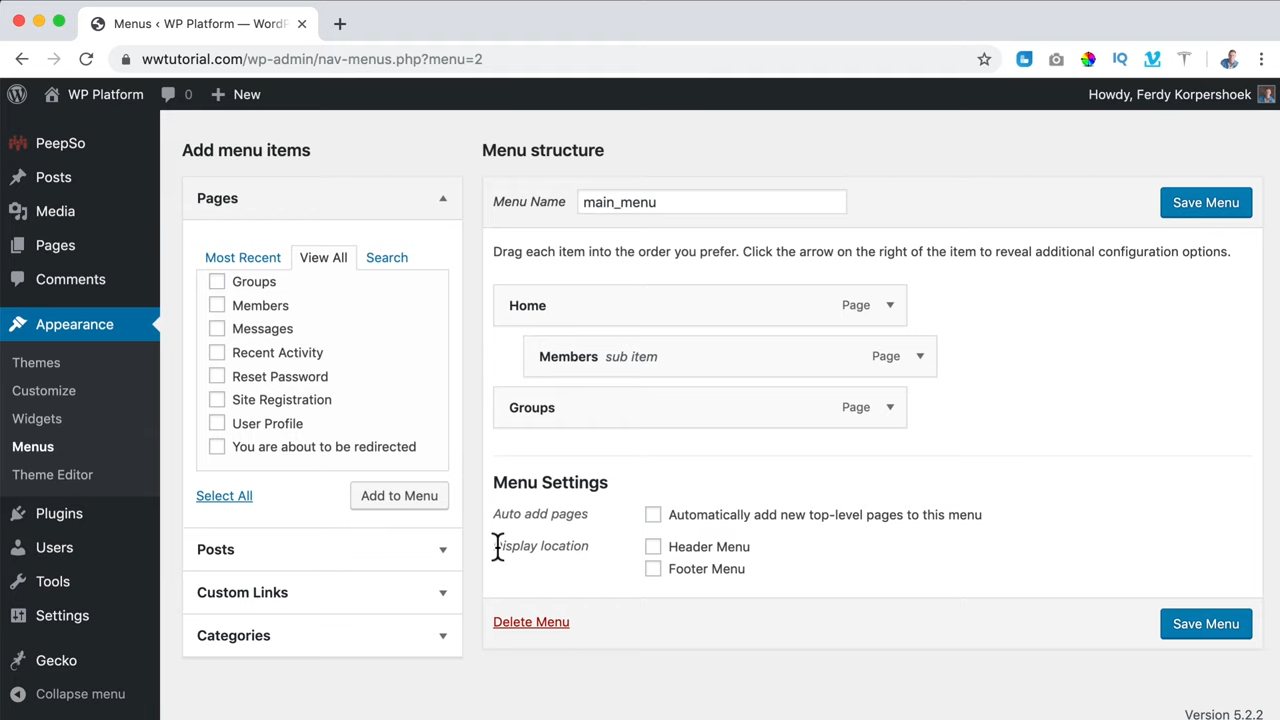 Menus ‹ WP Platform — WordP
wwtutorial.com/wp-admin/nav-menus.php?menu=2
WP Platform 0 New Howdy, Ferdy Korpershoek
PeepSo
Posts
Media
Pages
Comments
Appearance
Themes
Customize
Widgets
Menus
Theme Editor
Plugins
Users
Tools
Settings
Gecko
Collapse menu
Add menu items
Pages
Most Recent View All Search
Groups
Members
Messages
Recent Activity
Reset Password
Site Registration
User Profile
You are about to be redirected
Select All Add to Menu
Posts
Custom Links
Categories
Menu structure
Menu Name main_menu Save Menu
Drag each item into the order you prefer. Click the arrow on the right of the item to reveal additional configuration options.
Home Page
Members sub item Page
Groups Page
Menu Settings
Auto add pages Automatically add new top-level pages to this menu
Display location Header Menu
Footer Menu
Delete Menu Save Menu
Version 5.2.2